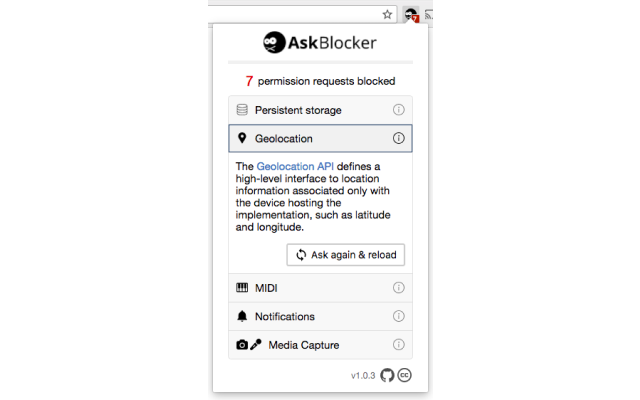 7
AskBlocker
7 permission requests blocked
Persistent storage
Geolocation
The Geolocation API defines a
high-level interface to location
information associated only with
the device hosting the
implementation, such as latitude
and longitude.
Ask again & reload
MIDI
Notifications
Media Capture
v1.0.3
cc